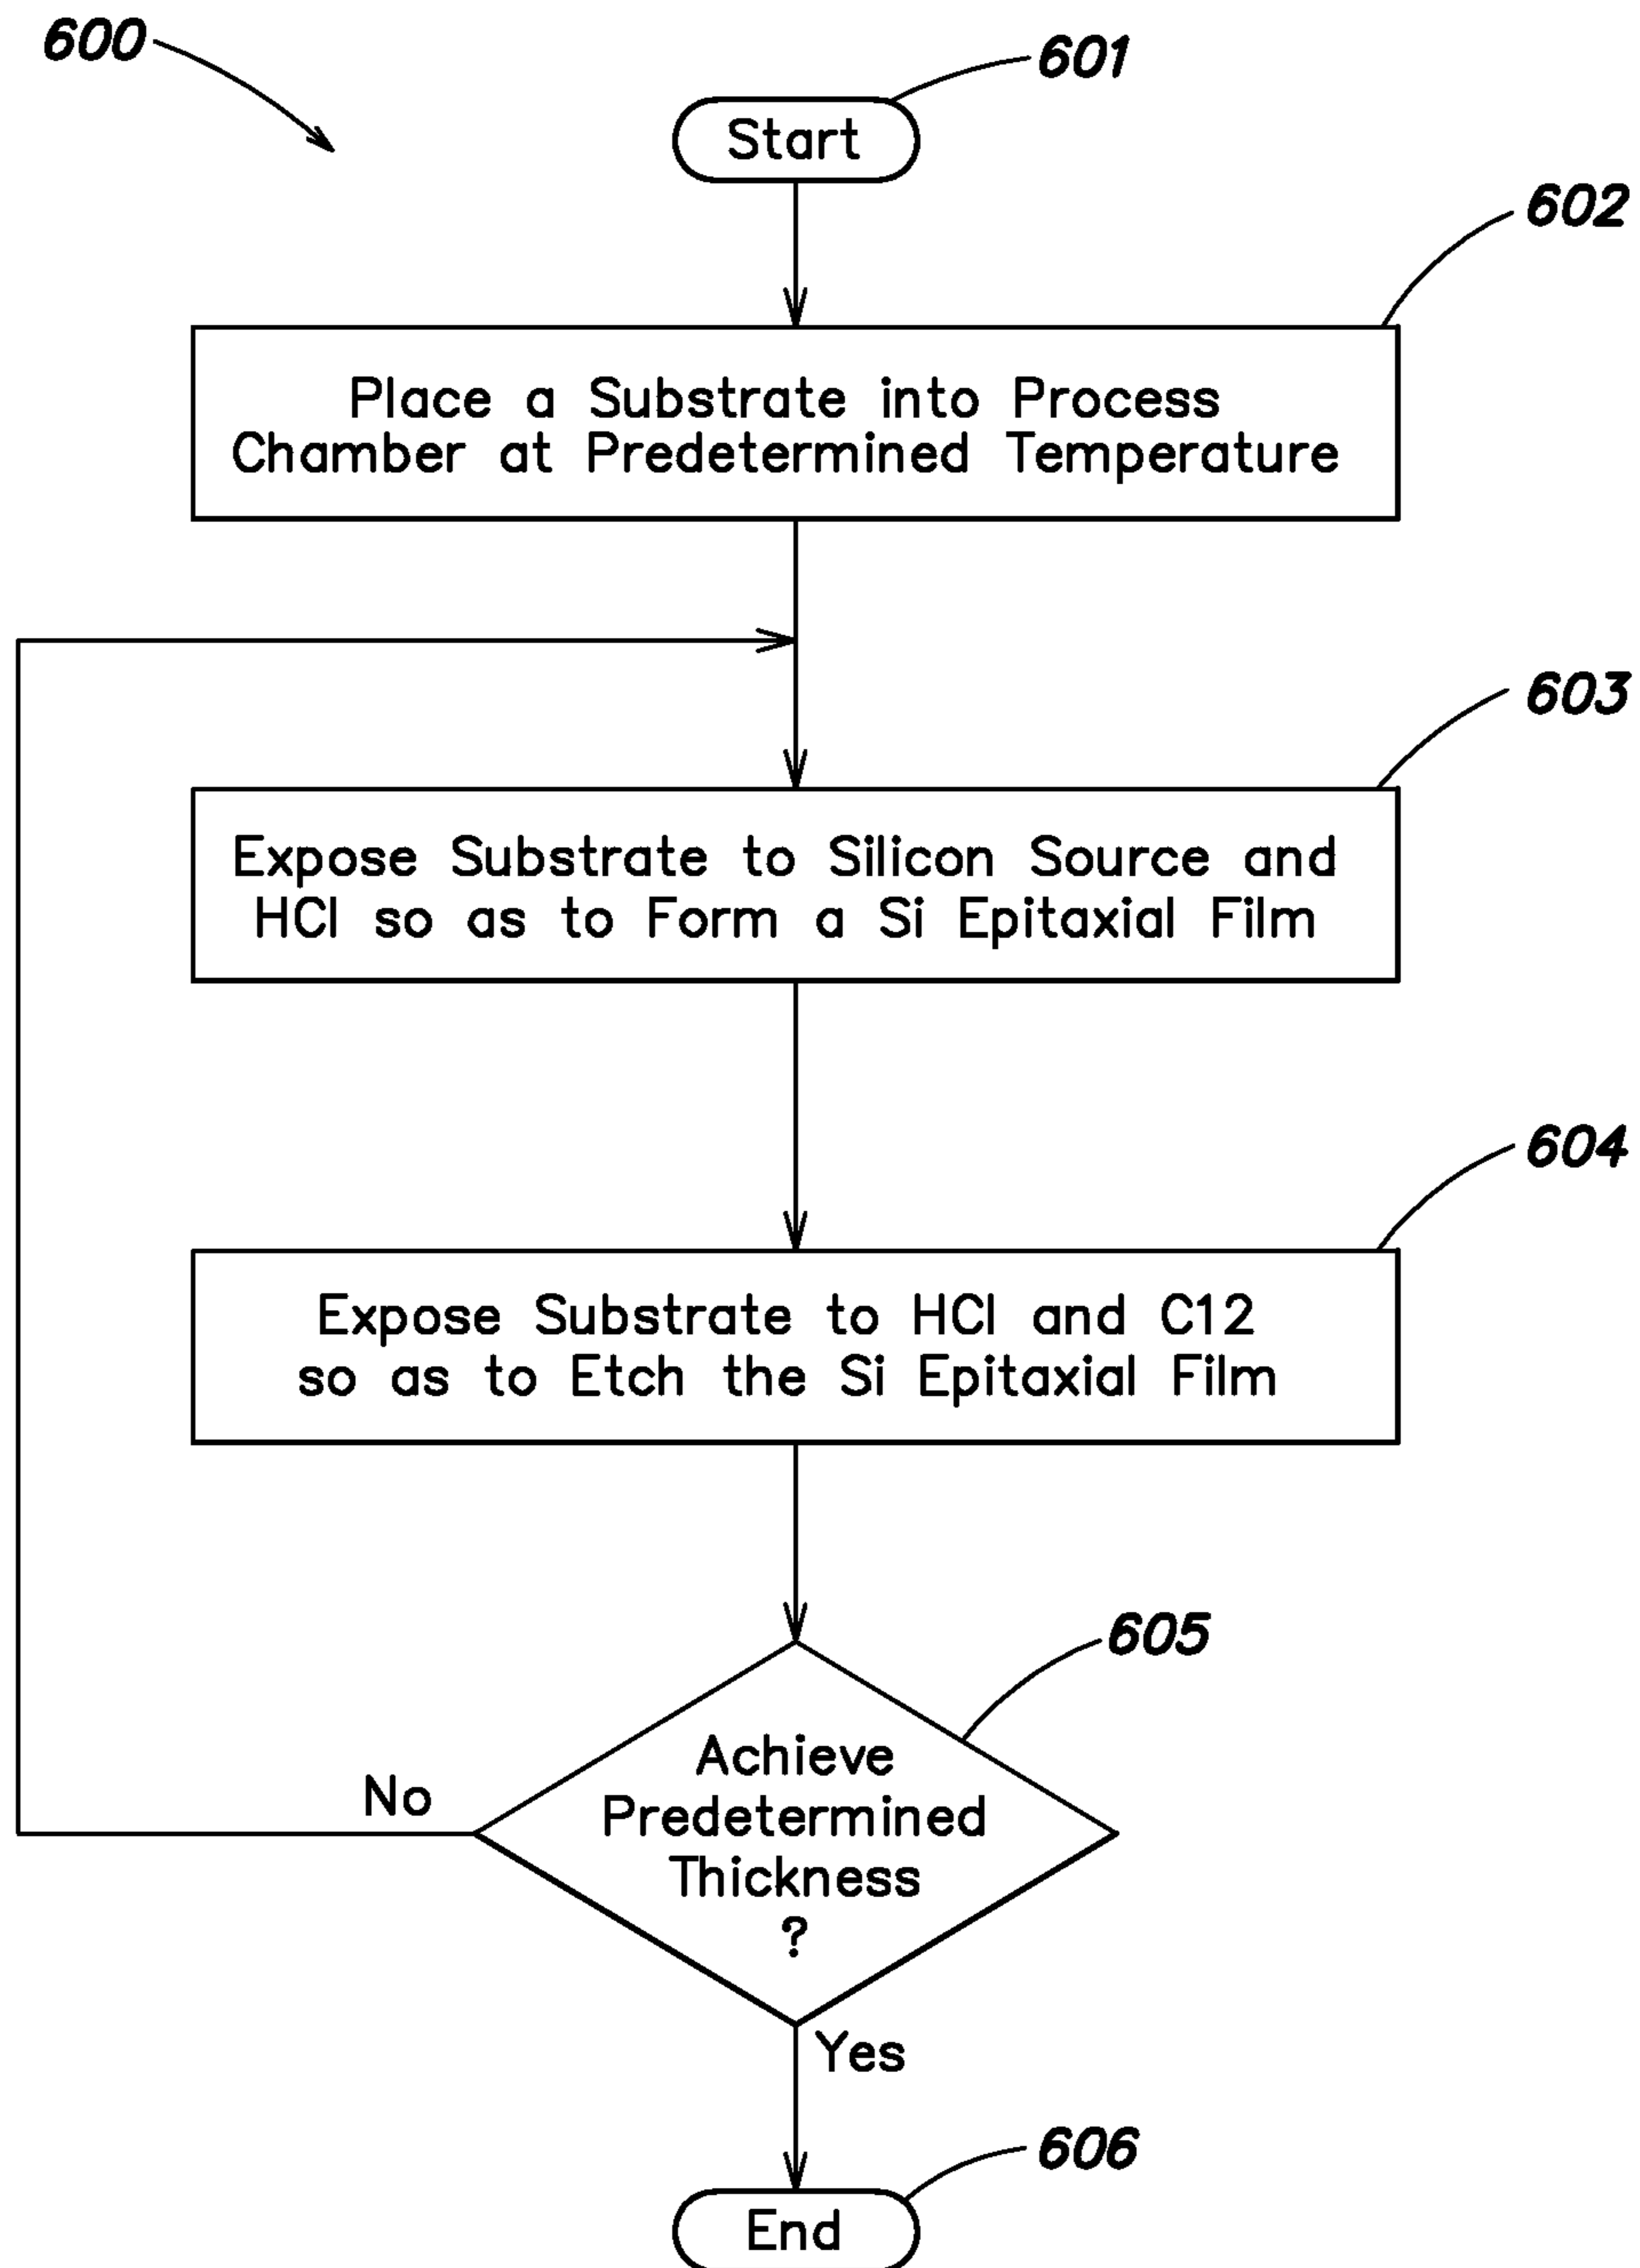 600
601
Start
602
Place a Substrate into Process
Chamber at Predetermined Temperature
603
Expose Substrate to Silicon Source and
HCl so as to Form a Si Epitaxial Film
604
Expose Substrate to HCl and C12
so as to Etch the Si Epitaxial Film
605
Achieve
Predetermined
Thickness
?
No
Yes
606
End